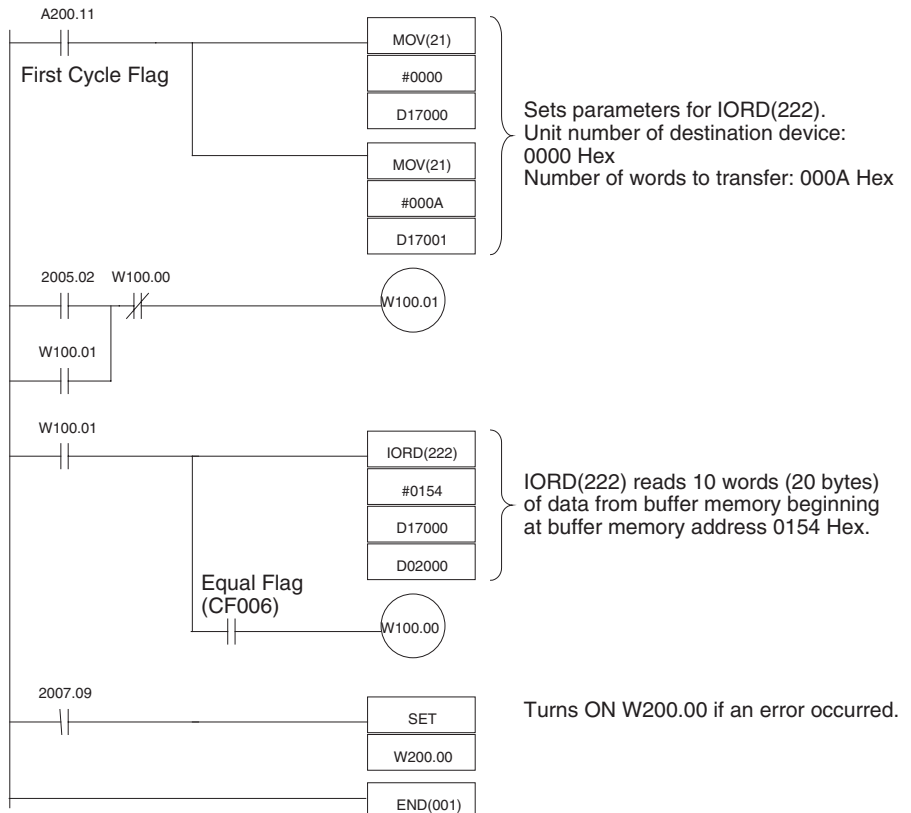 A200.11
First Cycle Flag
MOV(21)
#0000
D17000
MOV(21)
#000A
D17001
Sets parameters for IORD(222).
Unit number of destination device:
0000 Hex
Number of words to transfer: 000A Hex
2005.02 W100.00
W100.01
W100.01
W100.01
IORD(222)
#0154
D17000
D02000
IORD(222) reads 10 words (20 bytes)
of data from buffer memory beginning
at buffer memory address 0154 Hex.
Equal Flag
(CF006)
W100.00
2007.09
SET
W200.00
Turns ON W200.00 if an error occurred.
END(001)